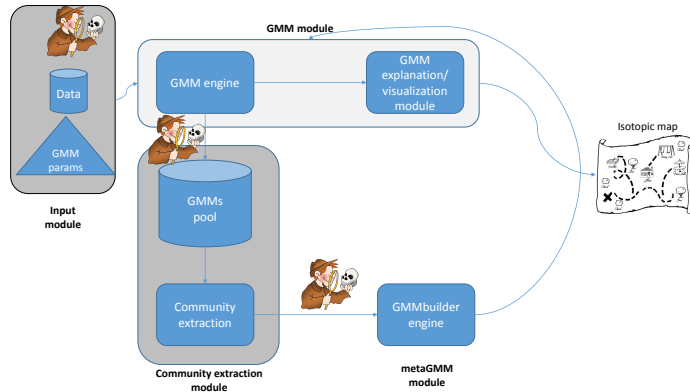 GMM module
GMM engine
GMM
explanation/
visualization
module
Data
GMM
params
Input
module
Isotopic map
GMMs
pool
Community
extraction
GMMbuilder
engine
Community extraction
module
metaGMM
module